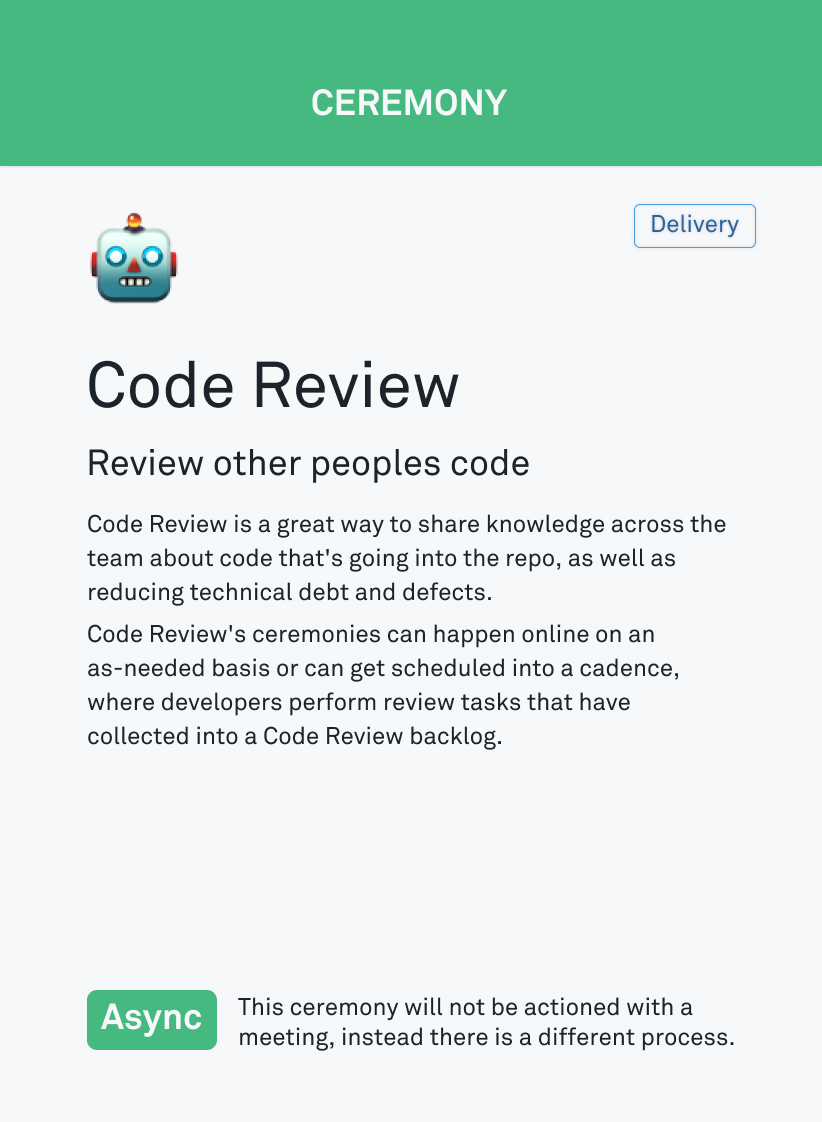 CEREMONY
Delivery
Code Review
Review other peoples code
Code Review is a great way to share knowledge across the
team about code that's going into the repo, as well as
reducing technical debt and defects.
Code Review's ceremonies can happen online on an
as-needed basis or can get scheduled into a cadence,
where developers perform review tasks that have
collected into a Code Review backlog.
Async
This ceremony will not be actioned with a
meeting, instead there is a different process.